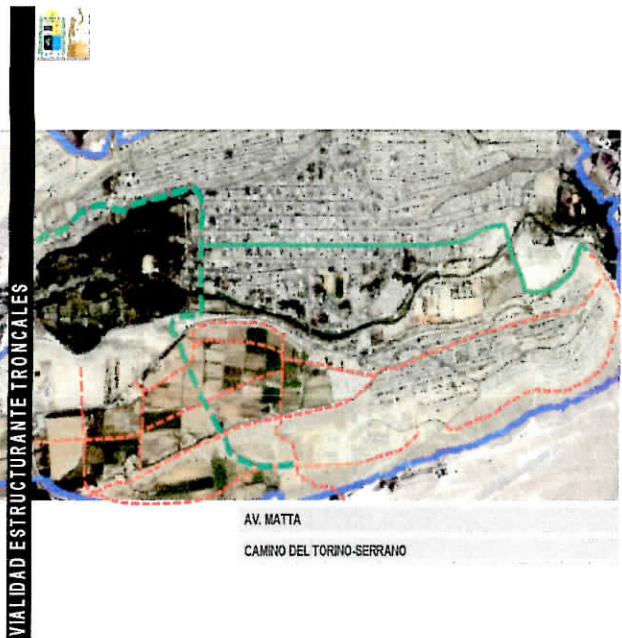 VIALIDAD ESTRUCTURANTE TRONCALES
AV. MATTA
CAMINO DEL TORINO-SERRANO